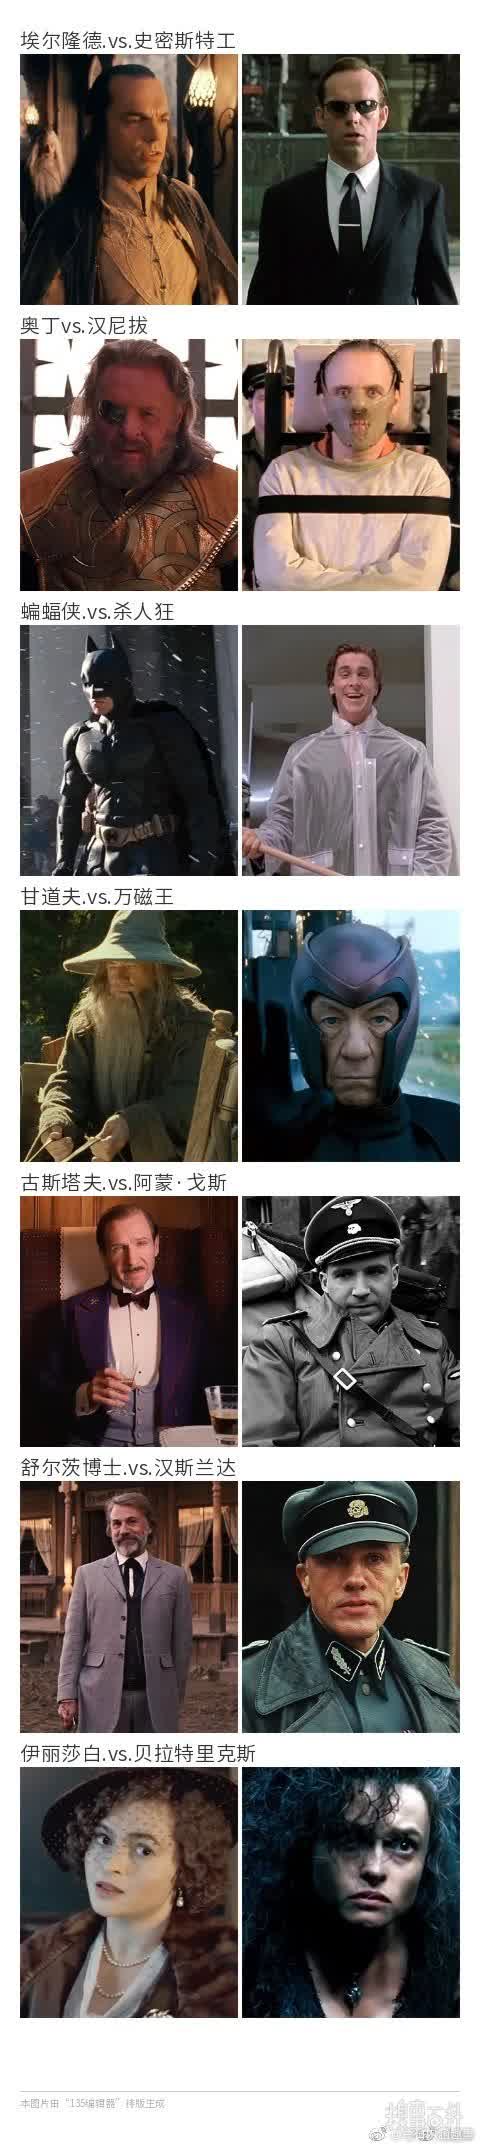 埃尔隆德.vs.史密斯特工
奥丁vs.汉尼拔
蝙蝠侠.vs.杀人狂
甘道夫.vs.万磁王
古斯塔夫.vs.阿蒙·戈斯
舒尔茨博士.vs.汉斯兰达
伊丽莎白.vs.贝拉特里克斯
本图片由“135编辑器”排版生成